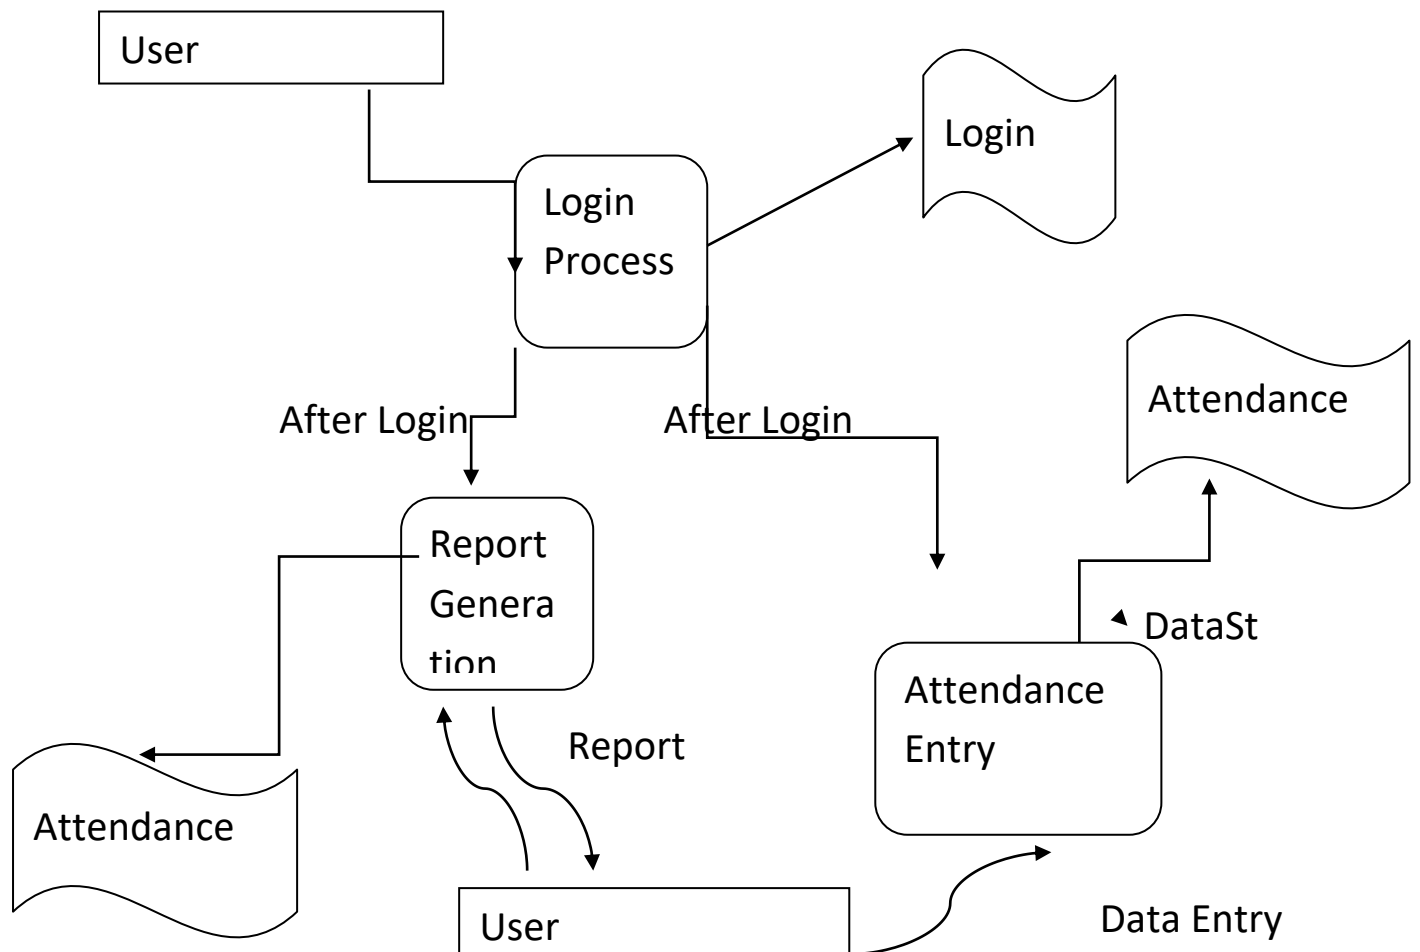 User
Login
Login
Process
After Login
After Login
Attendance
Report
Genera
tion
DataSt
Attendance
Entry
Report
Attendance
User
Data Entry